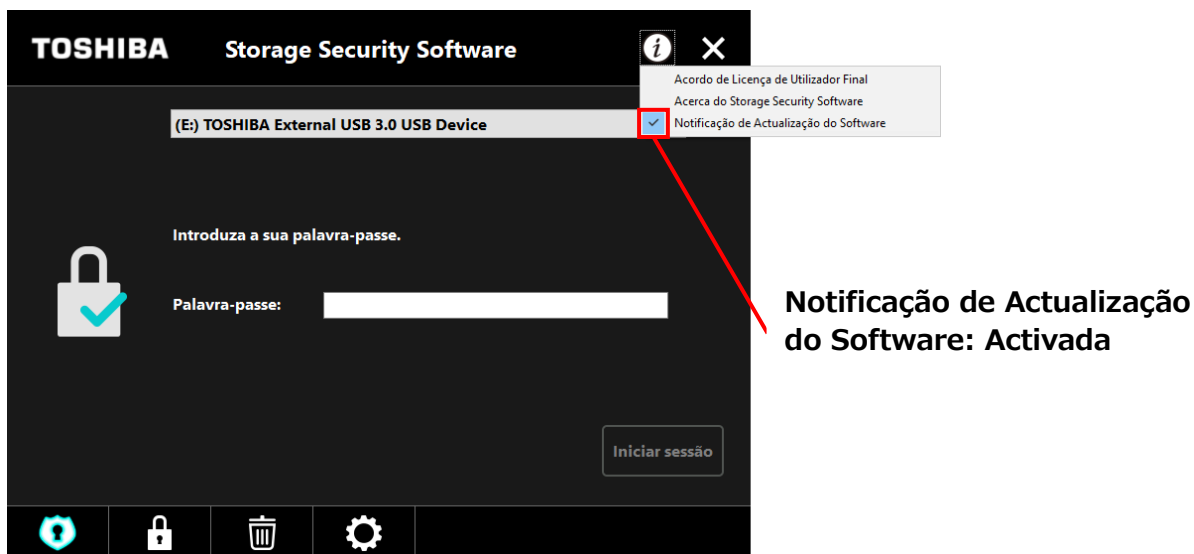 TOSHIBA Storage Security Software
Acordo de Licença de Utilizador Final
Acerca do Storage Security Software
Notificação de Actualização do Software
(E:) TOSHIBA External USB 3.0 USB Device
Introduza a sua palavra-passe.
Palavra-passe:
Iniciar sessão
Notificação de Actualização
do Software: Activada